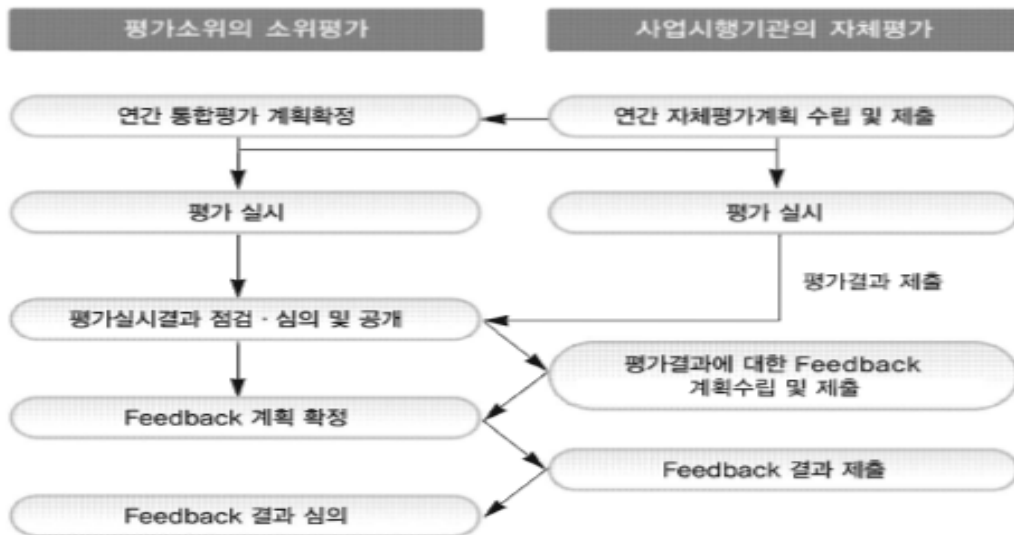 평가소위의 소위평가
사업시행기관의 자체평가
연간 통합평가 계획확정
연간 자체평가계획 수립 및 제출
평가 실시
평가 실시
평가결과 제출
평가실시결과 점검 · 심의 및 공개
평가결과에 대한 Feedback
계획수립 및 제출
Feedback 계획 확정
Feedback 결과 제출
Feedback 결과 심의